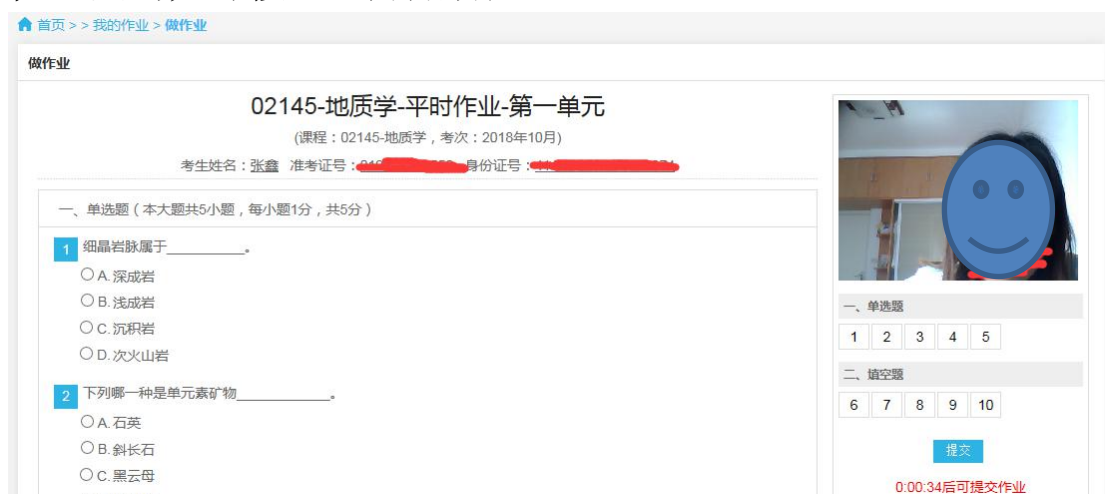 首页 > > 我的作业 > 做作业
做作业
02145-地质学-平时作业-第一单元
(课程：02145-地质学，考次：2018年10月)
考生姓名：张鑫 准考证号： 身份证号：
一、单选题（本大题共5小题，每小题1分，共5分）
1 细晶岩脉属于__________。
A. 深成岩
B. 浅成岩
C. 沉积岩
D. 次火山岩
2 下列哪一种是单元素矿物____________。
A. 石英
B. 斜长石
C. 黑云母
一、单选题
1 2 3 4 5
二、填空题
6 7 8 9 10
提交
0:00:34后可提交作业